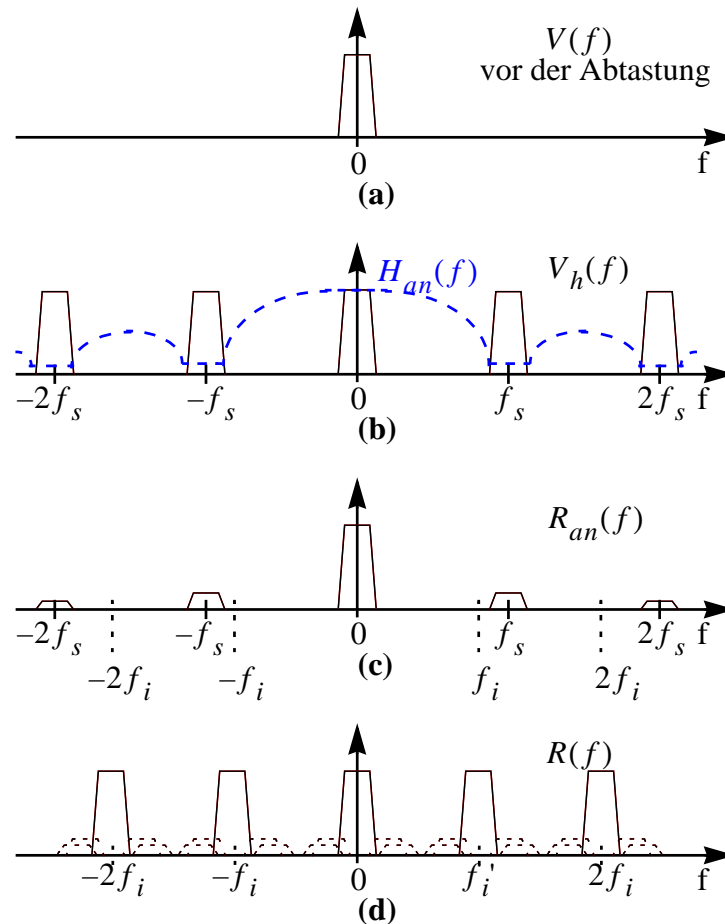 V(f)
vor der Abtastung
0
f
(a)
H_an(f)
V_h(f)
−2f_s
−f_s
0
f_s
2f_s
f
(b)
R_an(f)
−2f_s
−f_s
0
f_s
2f_s
f
−2f_i
−f_i
f_i
2f_i
(c)
R(f)
−2f_i
−f_i
0
f_i'
2f_i
f
(d)